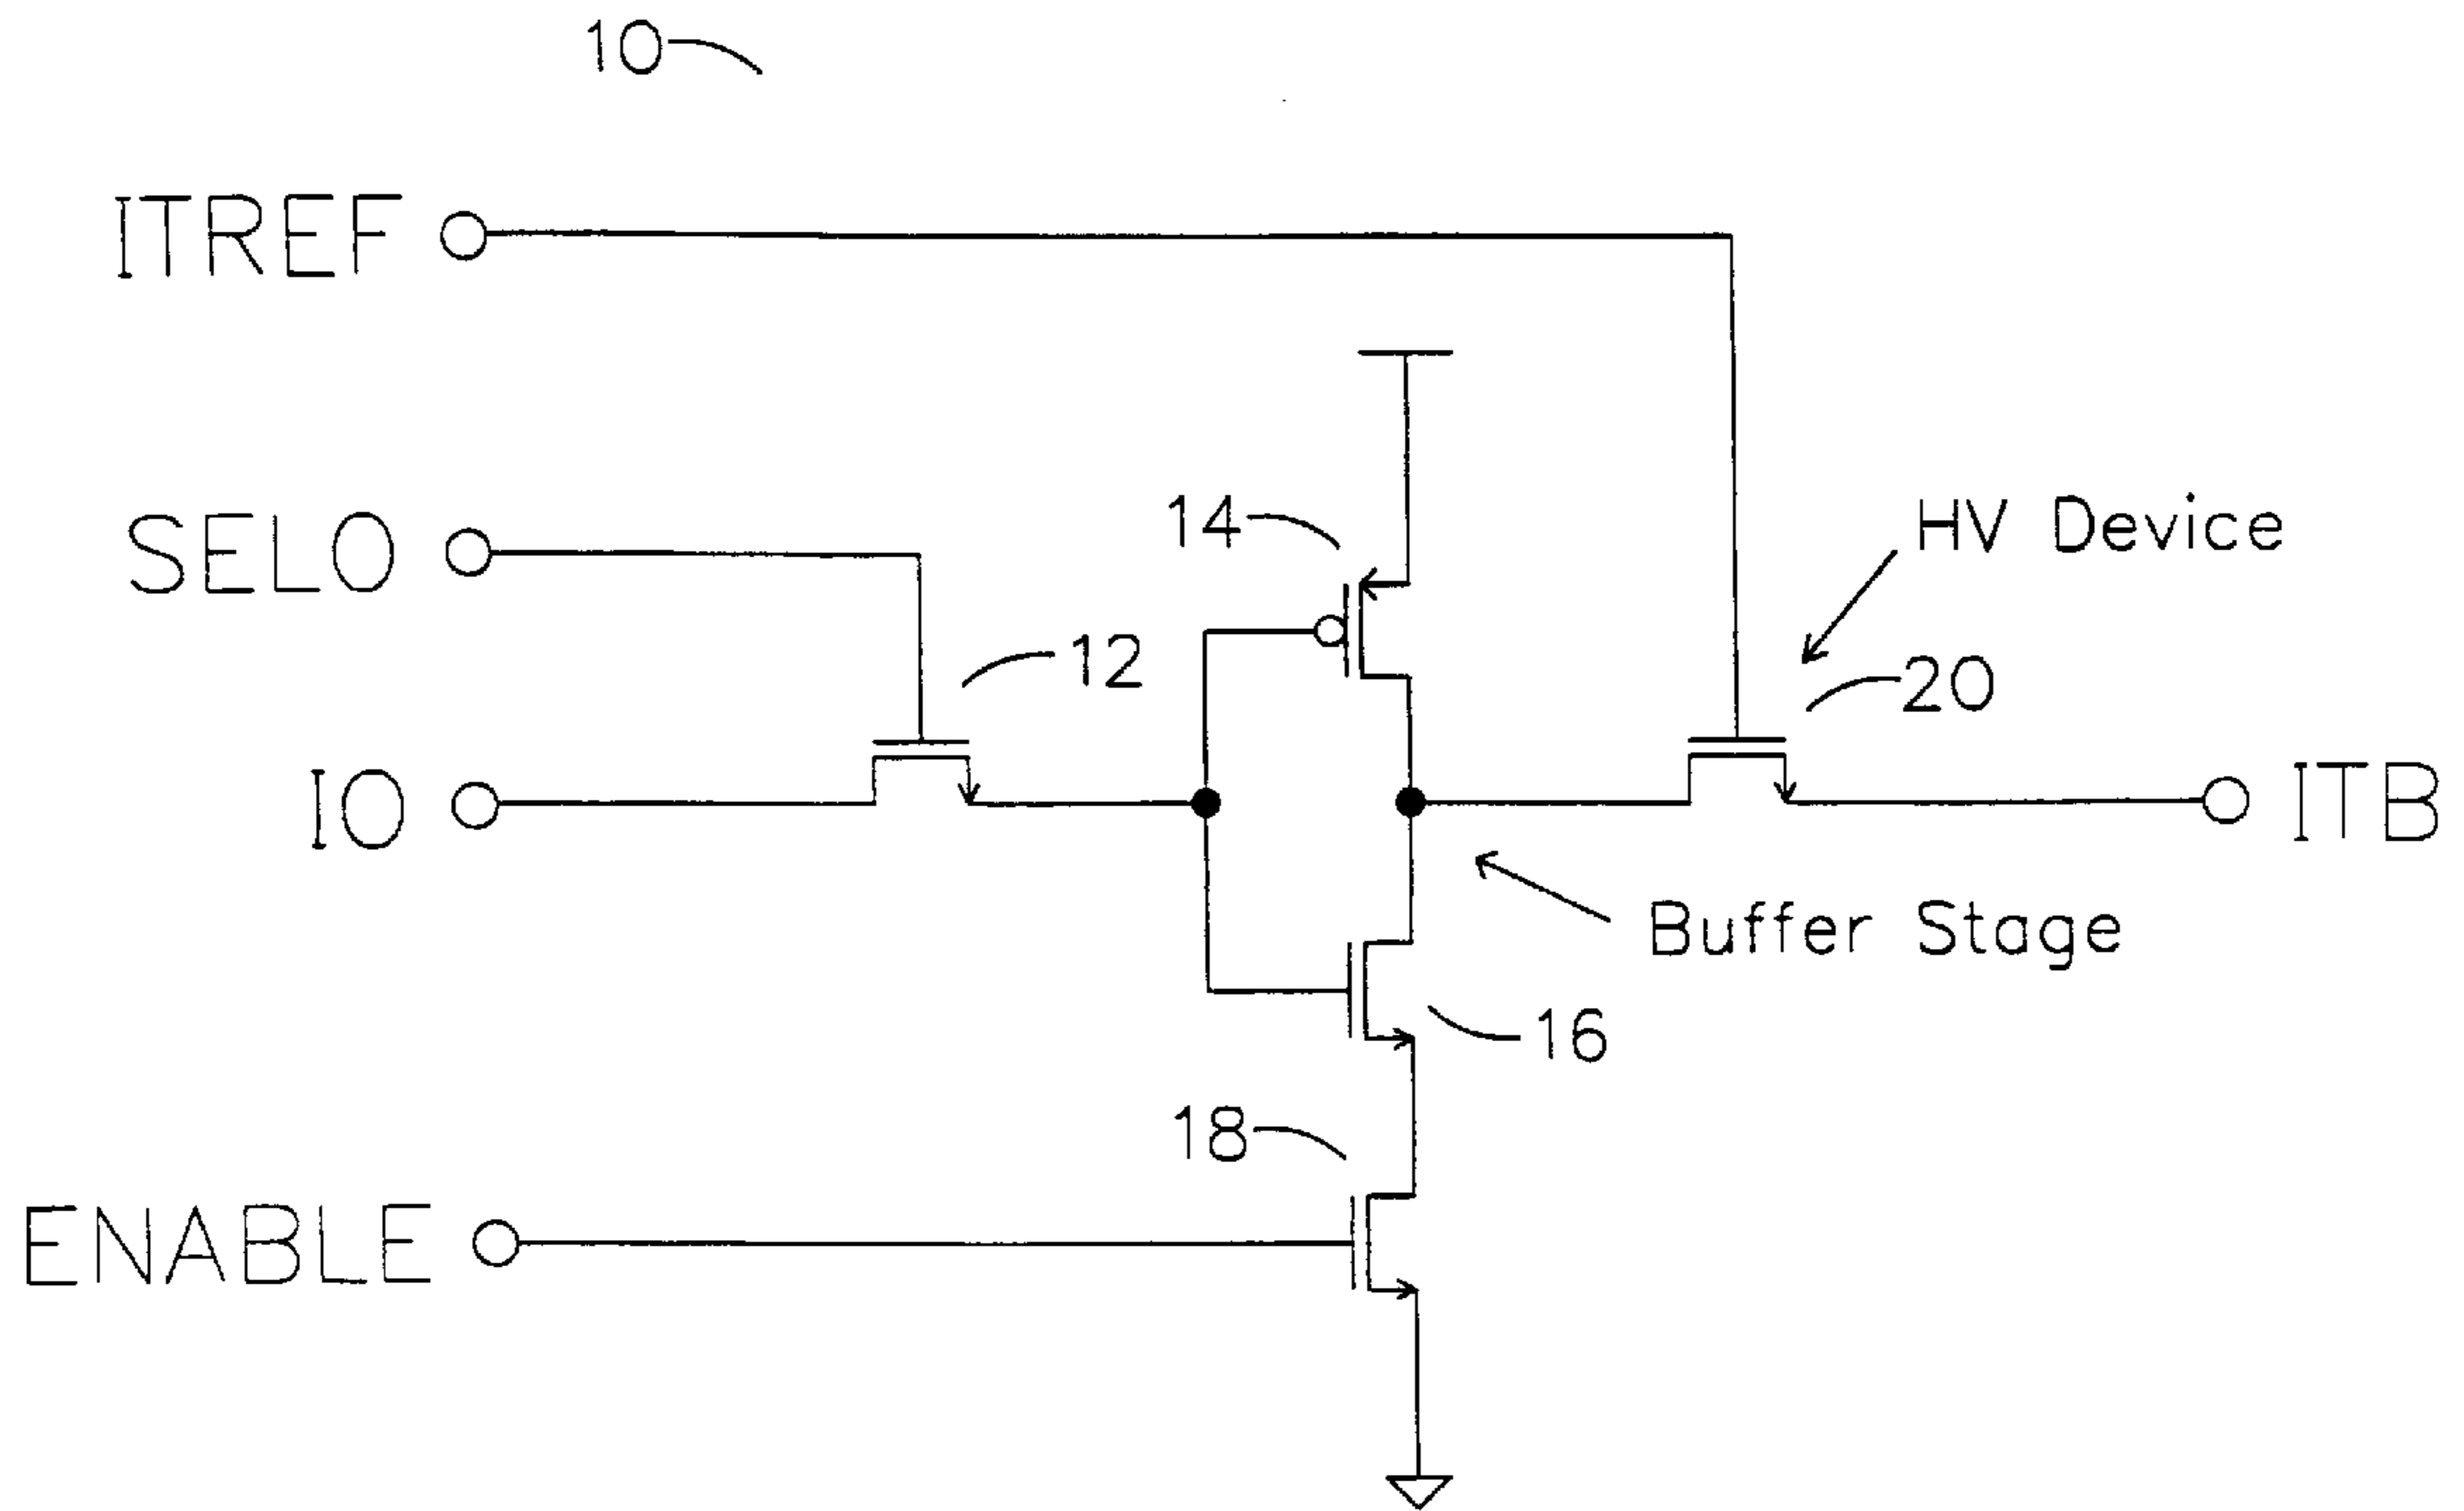 10
ITREF
SELO
14
HV Device
12
20
IO
ITB
Buffer Stage
16
18
ENABLE